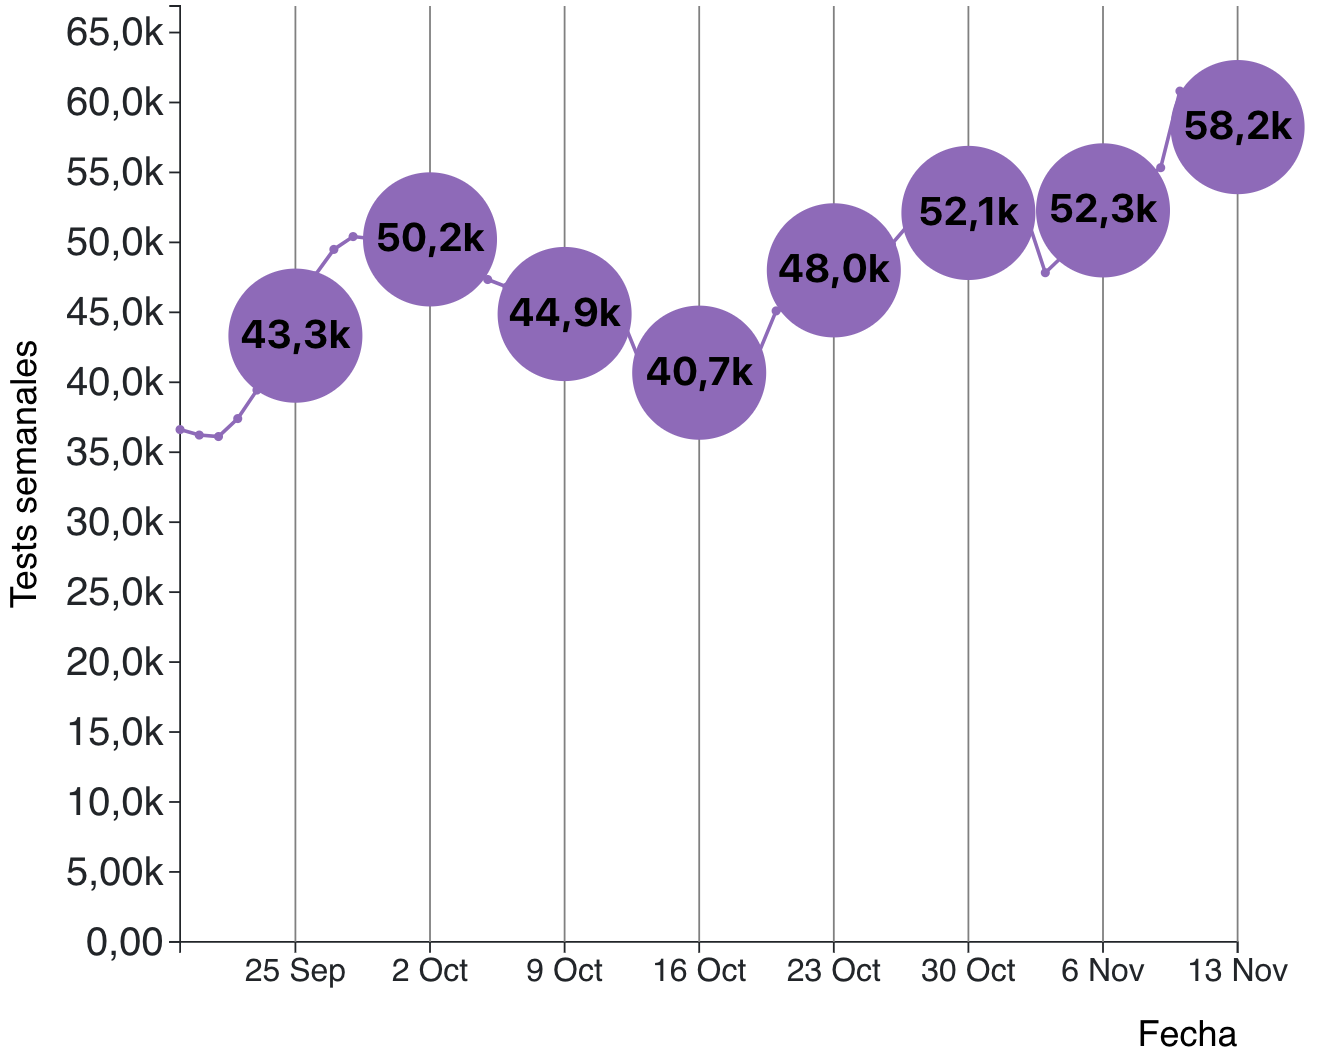 65,0k
60,0k
55,0k
50,0k
45,0k
40,0k
35,0k
30,0k
25,0k
20,0k
15,0k
10,0k
5,00k
0,00
Tests semanales
43,3k
50,2k
44,9k
40,7k
48,0k
52,1k
52,3k
58,2k
25 Sep
2 Oct
9 Oct
16 Oct
23 Oct
30 Oct
6 Nov
13 Nov
Fecha